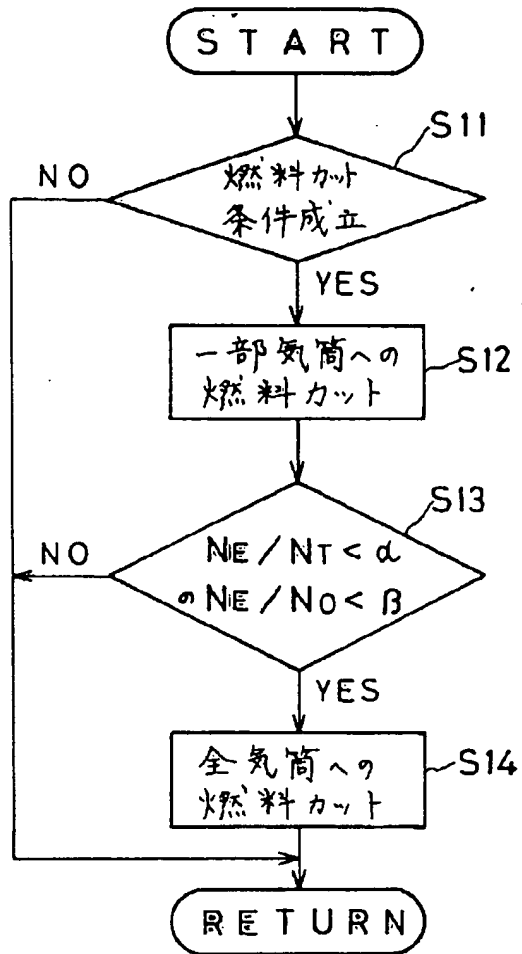 START
S11
NO
燃料カット
条件成立
YES
S12
一部気筒への
燃料カット
S13
NO
NE/NT<α
NE/NO<β
YES
S14
全気筒への
燃料カット
RETURN